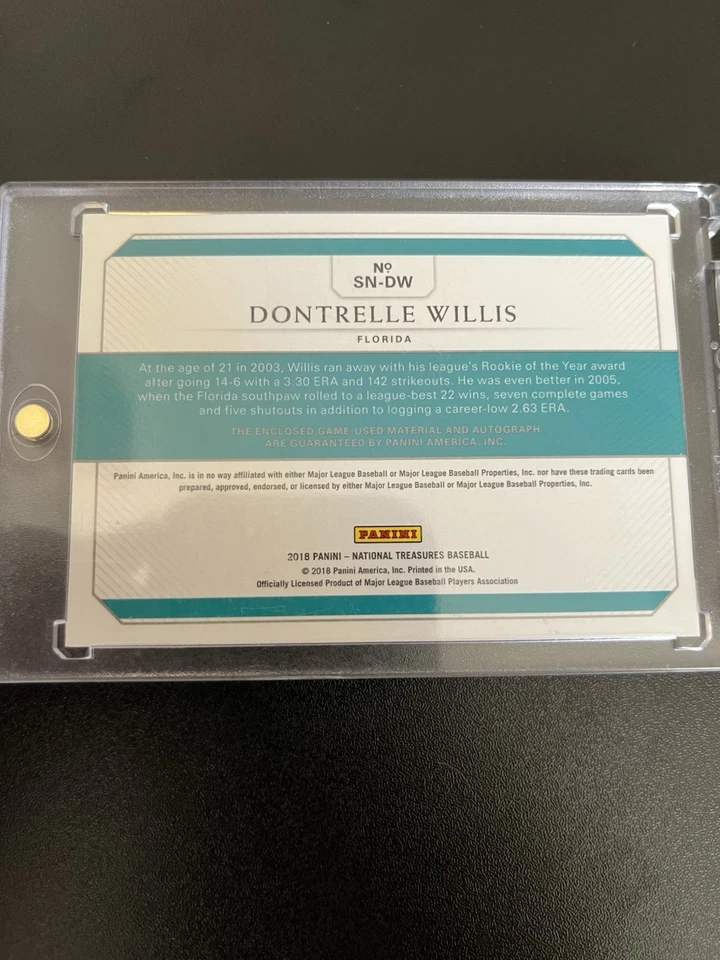 Nº
SN-DW
DONTRELLE WILLIS
FLORIDA
At the age of 21 in 2003, Willis ran away with his league's Rookie of the Year award
after going 14-6 with a 3.30 ERA and 142 strikeouts. He was even better in 2005,
when the Florida southpaw rolled to a league-best 22 wins, seven complete games
and five shutouts in addition to logging a career-low 2.63 ERA.
THE ENCLOSED GAME-USED MATERIAL AND AUTOGRAPH
ARE GUARANTEED BY PANINI AMERICA, INC.
Panini America, Inc. is in no way affiliated with either Major League Baseball or Major League Baseball Properties, Inc. nor have these trading cards been
prepared, approved, endorsed, or licensed by either Major League Baseball or Major League Baseball Properties, Inc.
PANINI
2018 PANINI – NATIONAL TREASURES BASEBALL
© 2018 Panini America, Inc. Printed in the USA.
Officially Licensed Product of Major League Baseball Players Association